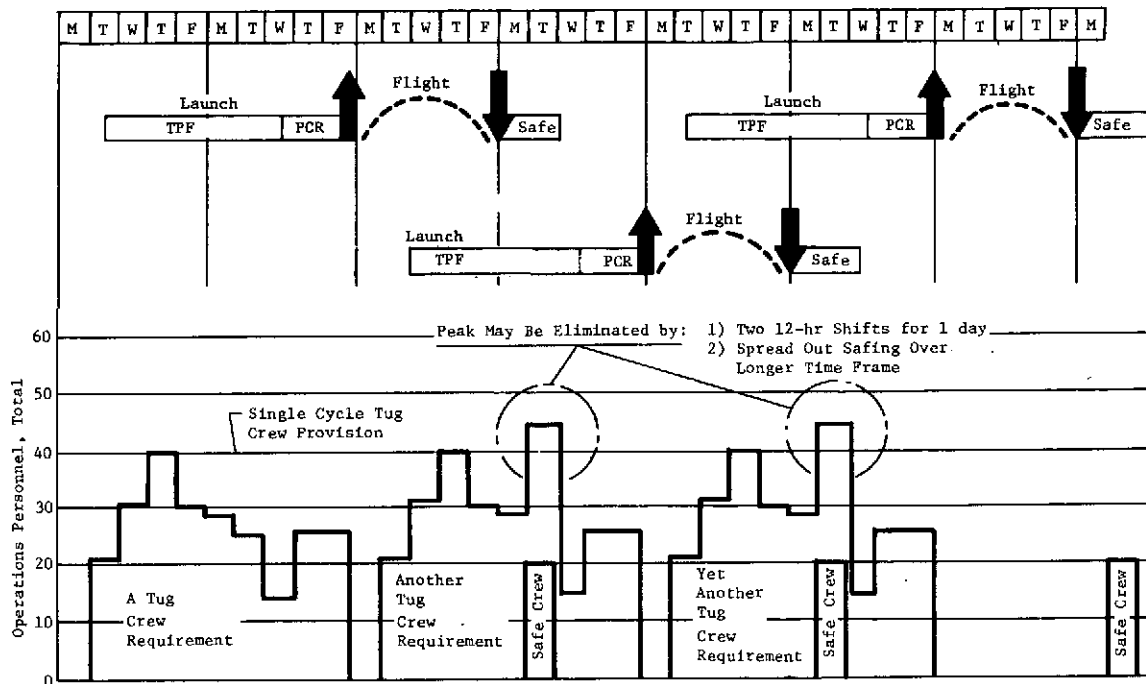 M T W T F M T W T F M T W T F M T W T F M T W T F M T W T F M T W T F M
Flight
Launch
TPF PCR Safe
Flight
Launch
TPF PCR Safe
Flight
Launch
TPF PCR Safe
Peak May Be Eliminated by: 1) Two 12-hr Shifts for 1 day
2) Spread Out Safing Over
Longer Time Frame
Single Cycle Tug
Crew Provision
Operations Personnel, Total
60
50
40
30
20
10
0
A Tug
Crew
Requirement
Another
Tug
Crew
Requirement
Safe Crew
Yet
Another
Tug
Crew
Requirement
Safe Crew
Safe Crew